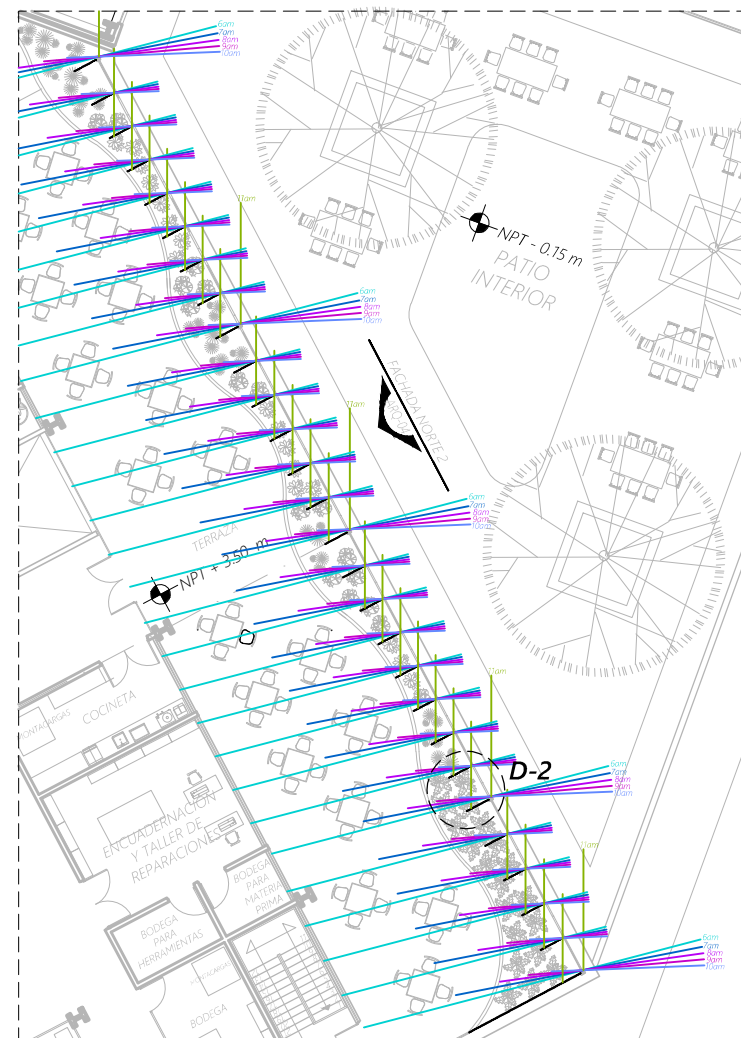 6am
7am
8am
9am
10am
NPT - 0.15 m
PATIO
INTERIOR
11am
6am
7am
8am
9am
10am
FACHADA NORTE 2
11am
6am
7am
8am
9am
10am
TERRAZA
NPT + 3.50 m
11am
COCINETA
D-2
6am
7am
8am
9am
10am
ENCUADERNACIÓN
Y TALLER DE
REPARACIONES
11am
BODEGA
PARA
MATERIA
PRIMA
BODEGA
PARA
HERRAMIENTAS
6am
7am
8am
9am
10am
BODEGA